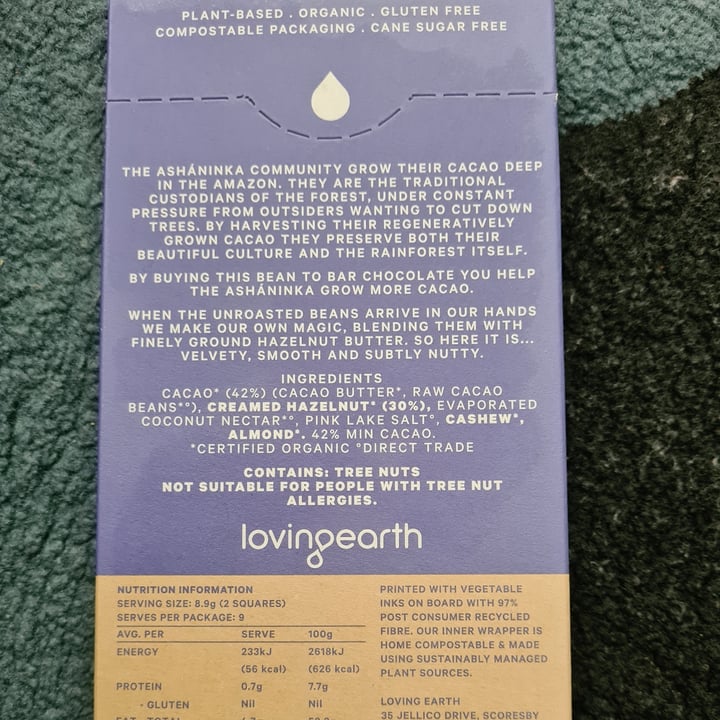 PLANT-BASED . ORGANIC . GLUTEN FREE
COMPOSTABLE PACKAGING . CANE SUGAR FREE
THE ASHÁNINKA COMMUNITY GROW THEIR CACAO DEEP
IN THE AMAZON. THEY ARE THE TRADITIONAL
CUSTODIANS OF THE FOREST, UNDER CONSTANT
PRESSURE FROM OUTSIDERS WANTING TO CUT DOWN
TREES. BY HARVESTING THEIR REGENERATIVELY
GROWN CACAO THEY PRESERVE BOTH THEIR
BEAUTIFUL CULTURE AND THE RAINFOREST ITSELF.
BY BUYING THIS BEAN TO BAR CHOCOLATE YOU HELP
THE ASHÁNINKA GROW MORE CACAO.
WHEN THE UNROASTED BEANS ARRIVE IN OUR HANDS
WE MAKE OUR OWN MAGIC, BLENDING THEM WITH
FINELY GROUND HAZELNUT BUTTER. SO HERE IT IS...
VELVETY, SMOOTH AND SUBTLY NUTTY.
INGREDIENTS
CACAO* (42%) (CACAO BUTTER*, RAW CACAO
BEANS*°), CREAMED HAZELNUT* (30%), EVAPORATED
COCONUT NECTAR*°, PINK LAKE SALT°, CASHEW*,
ALMOND*. 42% MIN CACAO.
*CERTIFIED ORGANIC °DIRECT TRADE
CONTAINS: TREE NUTS
NOT SUITABLE FOR PEOPLE WITH TREE NUT
ALLERGIES.
lovingearth
NUTRITION INFORMATION
SERVING SIZE: 8.9g (2 SQUARES)
SERVES PER PACKAGE: 9
AVG. PER SERVE 100g
ENERGY 233kJ 2618kJ
(56 kcal) (626 kcal)
PROTEIN 0.7g 7.7g
- GLUTEN Nil Nil
PRINTED WITH VEGETABLE
INKS ON BOARD WITH 97%
POST CONSUMER RECYCLED
FIBRE. OUR INNER WRAPPER IS
HOME COMPOSTABLE & MADE
USING SUSTAINABLY MANAGED
PLANT SOURCES.
LOVING EARTH
35 JELLICO DRIVE, SCORESBY